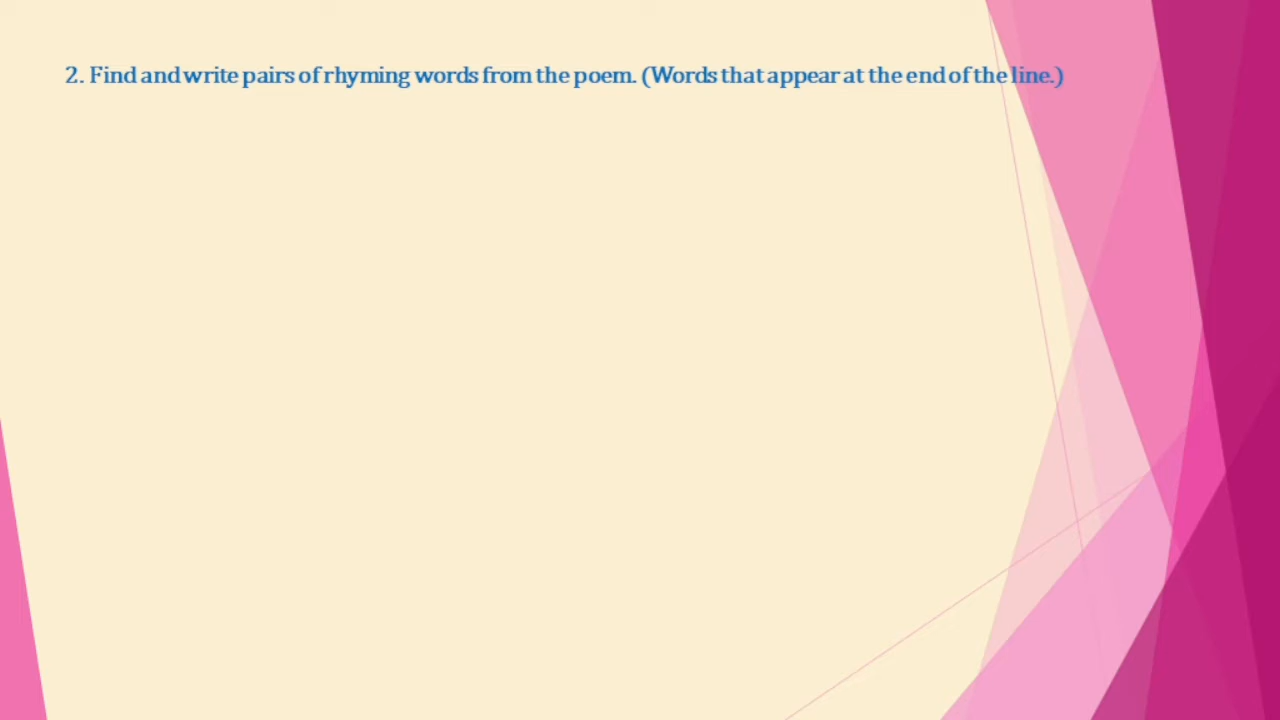 2. Find and write pairs of rhyming words from the poem. (Words that appear at the end of the line.)